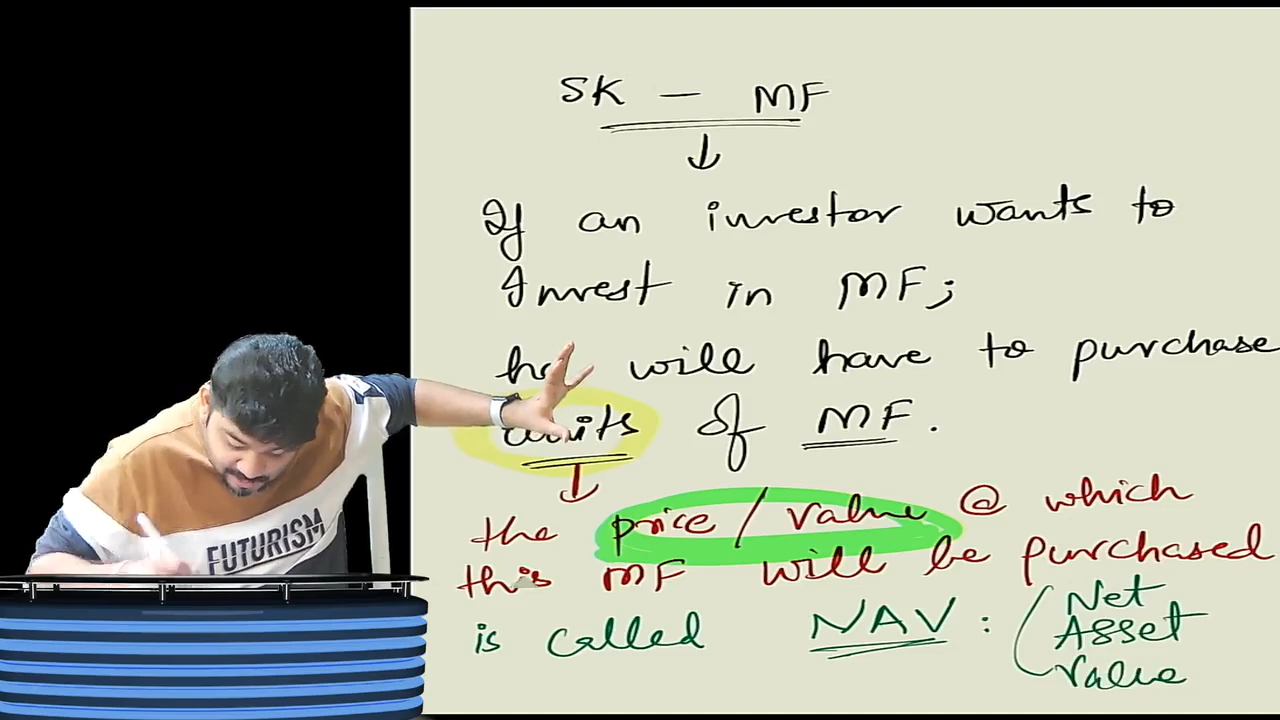 SK - MF
↓
If an investor wants to
Invest in MF;
he will have to purchase
units of MF.
↓
the price / value @ which
this MF will be purchased
is called NAV : (Net
Asset
Value
FUTURISM